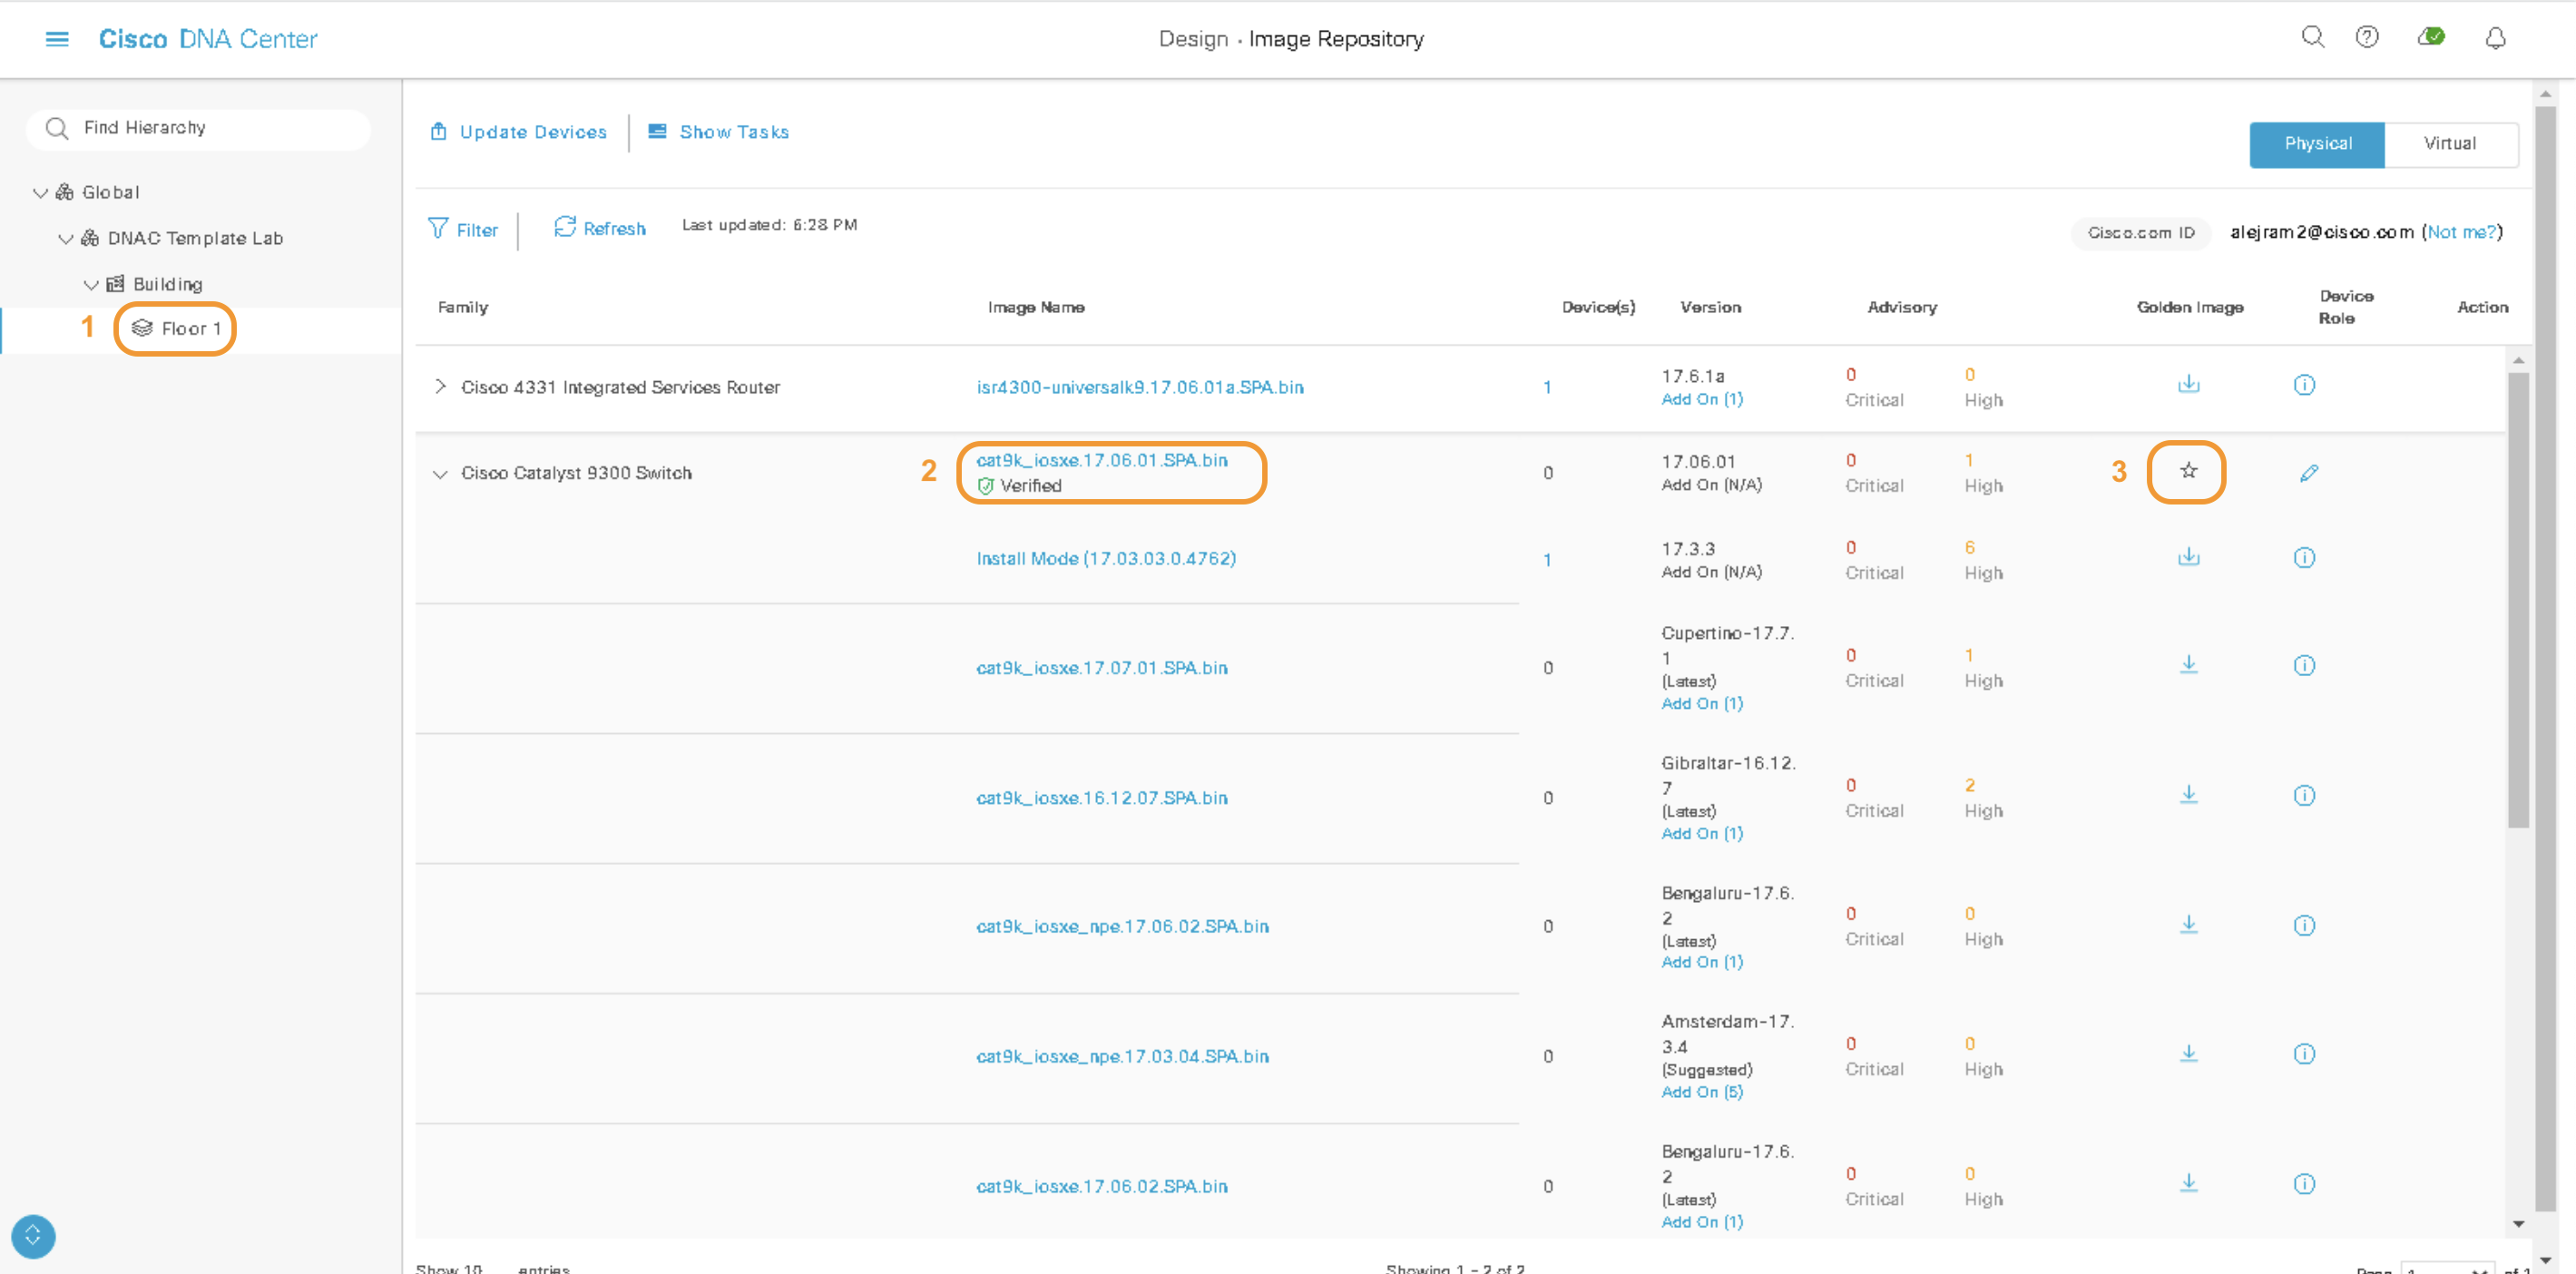 Cisco DNA Center
Design · Image Repository
Find Hierarchy
Global
DNAC Template Lab
Building
1
Floor 1
Update Devices
Show Tasks
Physical
Virtual
Filter
Refresh
Last updated: 6:28 PM
Cisco.com ID
alejram2@cisco.com (Not me?)
Family
Image Name
Device(s)
Version
Advisory
Golden Image
Device
Role
Action
Cisco 4331 Integrated Services Router
isr4300-universalk9.17.06.01a.SPA.bin
1
17.6.1a
Add On (1)
0
Critical
0
High
Cisco Catalyst 9300 Switch
2
cat9k_iosxe.17.06.01.SPA.bin
Verified
0
17.06.01
Add On (N/A)
0
Critical
1
High
3
Install Mode (17.03.03.0.4762)
1
17.3.3
Add On (N/A)
0
Critical
6
High
cat9k_iosxe.17.07.01.SPA.bin
0
Cupertino-17.7.
1
(Latest)
Add On (1)
0
Critical
1
High
cat9k_iosxe.16.12.07.SPA.bin
0
Gibraltar-16.12.
7
(Latest)
Add On (1)
0
Critical
2
High
cat9k_iosxe_npe.17.06.02.SPA.bin
0
Bengaluru-17.6.
2
(Latest)
Add On (1)
0
Critical
0
High
cat9k_iosxe_npe.17.03.04.SPA.bin
0
Amsterdam-17.
3.4
(Suggested)
Add On (5)
0
Critical
0
High
cat9k_iosxe.17.06.02.SPA.bin
0
Bengaluru-17.6.
2
(Latest)
Add On (1)
0
Critical
0
High
Show 10 entries
Showing 1 - 2 of 2
Page 1 of 1